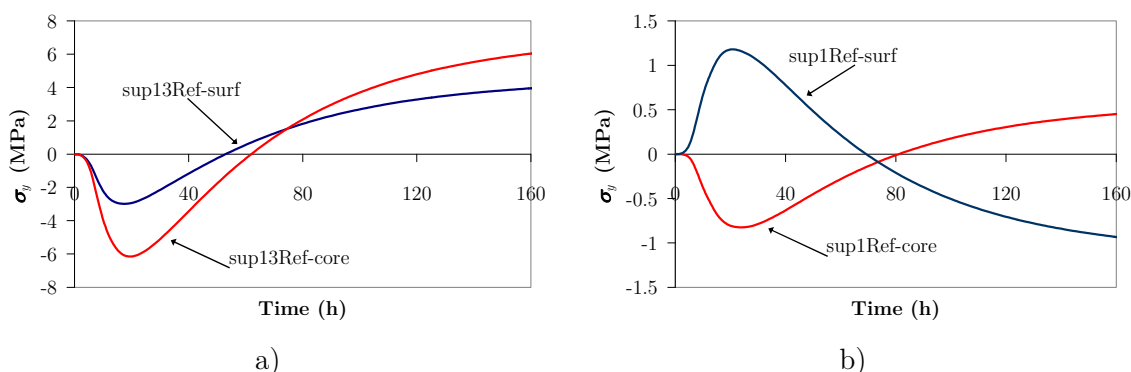 8
6
4
2
0
-2
-4
-6
-8
0 40 80 120 160
σy (MPa)
Time (h)
sup13Ref-surf
sup13Ref-core
a)
1.5
1
0.5
0
-0.5
-1
-1.5
0 40 80 120 160
σy (MPa)
Time (h)
sup1Ref-surf
sup1Ref-core
b)